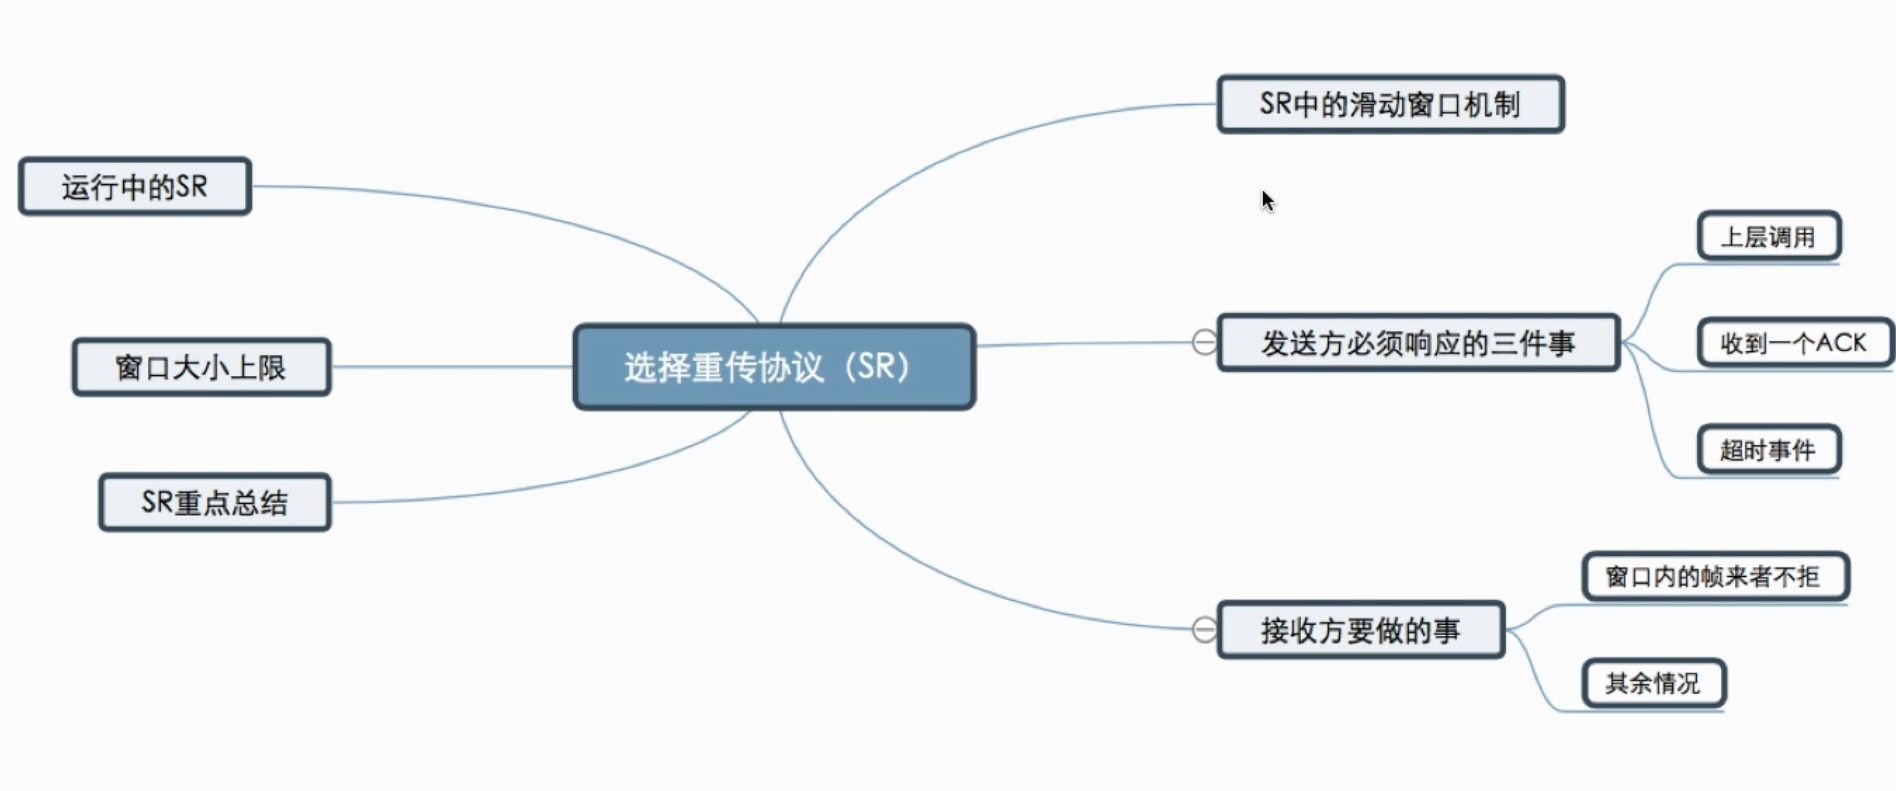 选择重传协议（SR）
SR中的滑动窗口机制
发送方必须响应的三件事
上层调用
收到一个ACK
超时事件
接收方要做的事
窗口内的帧来者不拒
其余情况
运行中的SR
窗口大小上限
SR重点总结